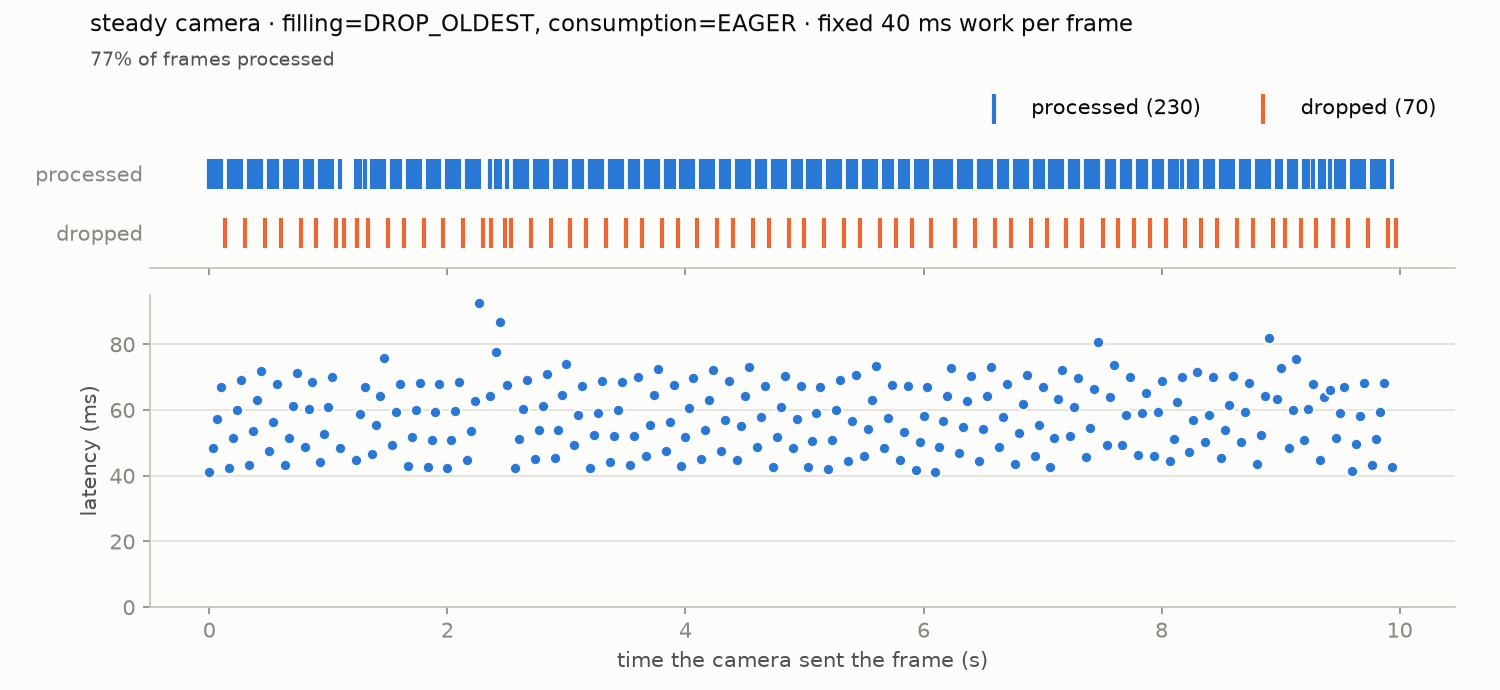 steady camera · filling=DROP_OLDEST, consumption=EAGER · fixed 40 ms work per frame
77% of frames processed
processed (230)
dropped (70)
processed
dropped
latency (ms)
80
60
40
20
0
0 2 4 6 8 10
time the camera sent the frame (s)